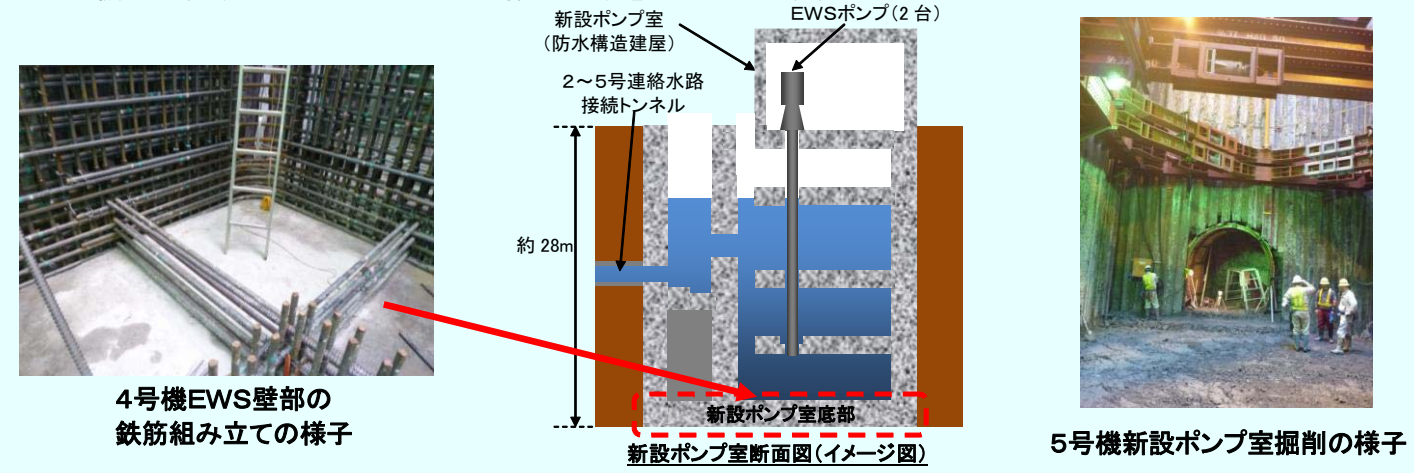 新設ポンプ室
(防水構造建屋)
EWSポンプ(2 台)
2～5号連絡水路
接続トンネル
約 28m
新設ポンプ室底部
新設ポンプ室断面図(イメージ図)
4号機EWS壁部の
鉄筋組み立ての様子
5号機新設ポンプ室掘削の様子